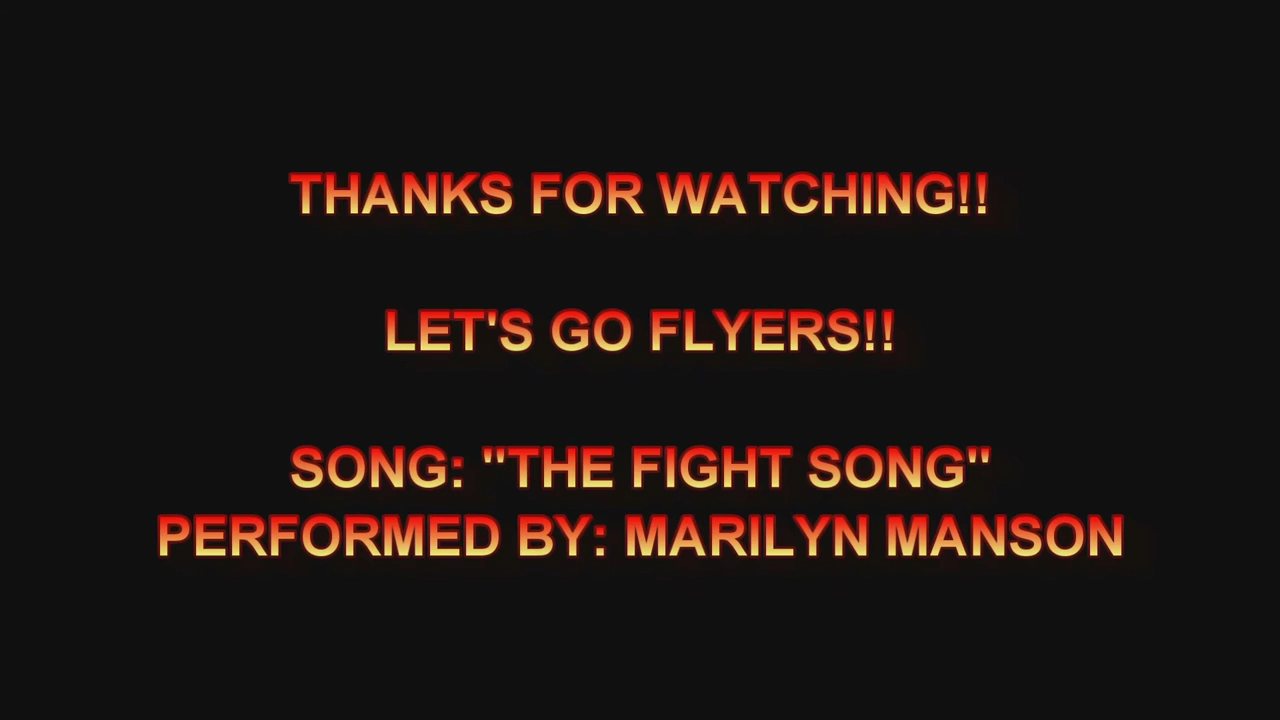 THANKS FOR WATCHING!!
LET'S GO FLYERS!!
SONG: "THE FIGHT SONG"
PERFORMED BY: MARILYN MANSON